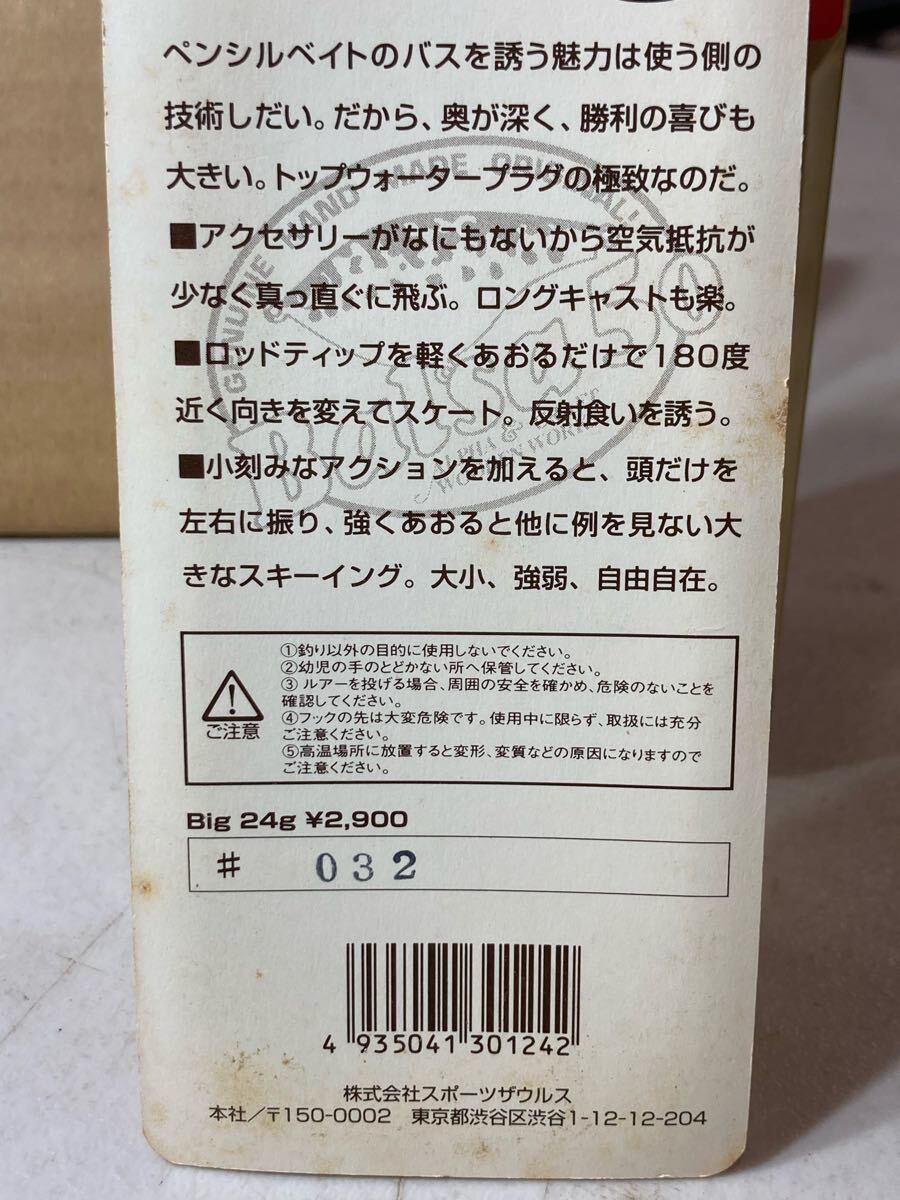 ペンシルベイトのバスを誘う魅力は使う側の
技術しだい。だから、奥が深く、勝利の喜びも
大きい。トップウォータープラグの極致なのだ。
■アクセサリーがなにもないから空気抵抗が
少なく真っ直ぐに飛ぶ。ロングキャストも楽。
■ロッドティップを軽くあおるだけで180度
近く向きを変えてスケート。反射食いを誘う。
■小刻みなアクションを加えると、頭だけを
左右に振り、強くあおると他に例を見ない大
きなスキーイング。大小、強弱、自由自在。
GENUINE HAND MADE
Balsa50
ご注意
①釣り以外の目的に使用しないでください。
②幼児の手のとどかない所へ保管してください。
③ ルアーを投げる場合、周囲の安全を確かめ、危険のないことを
確認してください。
④フックの先は大変危険です。使用中に限らず、取扱には充分
ご注意ください。
⑤高温場所に放置すると変形、変質などの原因になりますので
ご注意ください。
Big 24g ¥2,900
# 032
4 935041 301242
株式会社スポーツザウルス
本社/〒150-0002 東京都渋谷区渋谷1-12-12-204